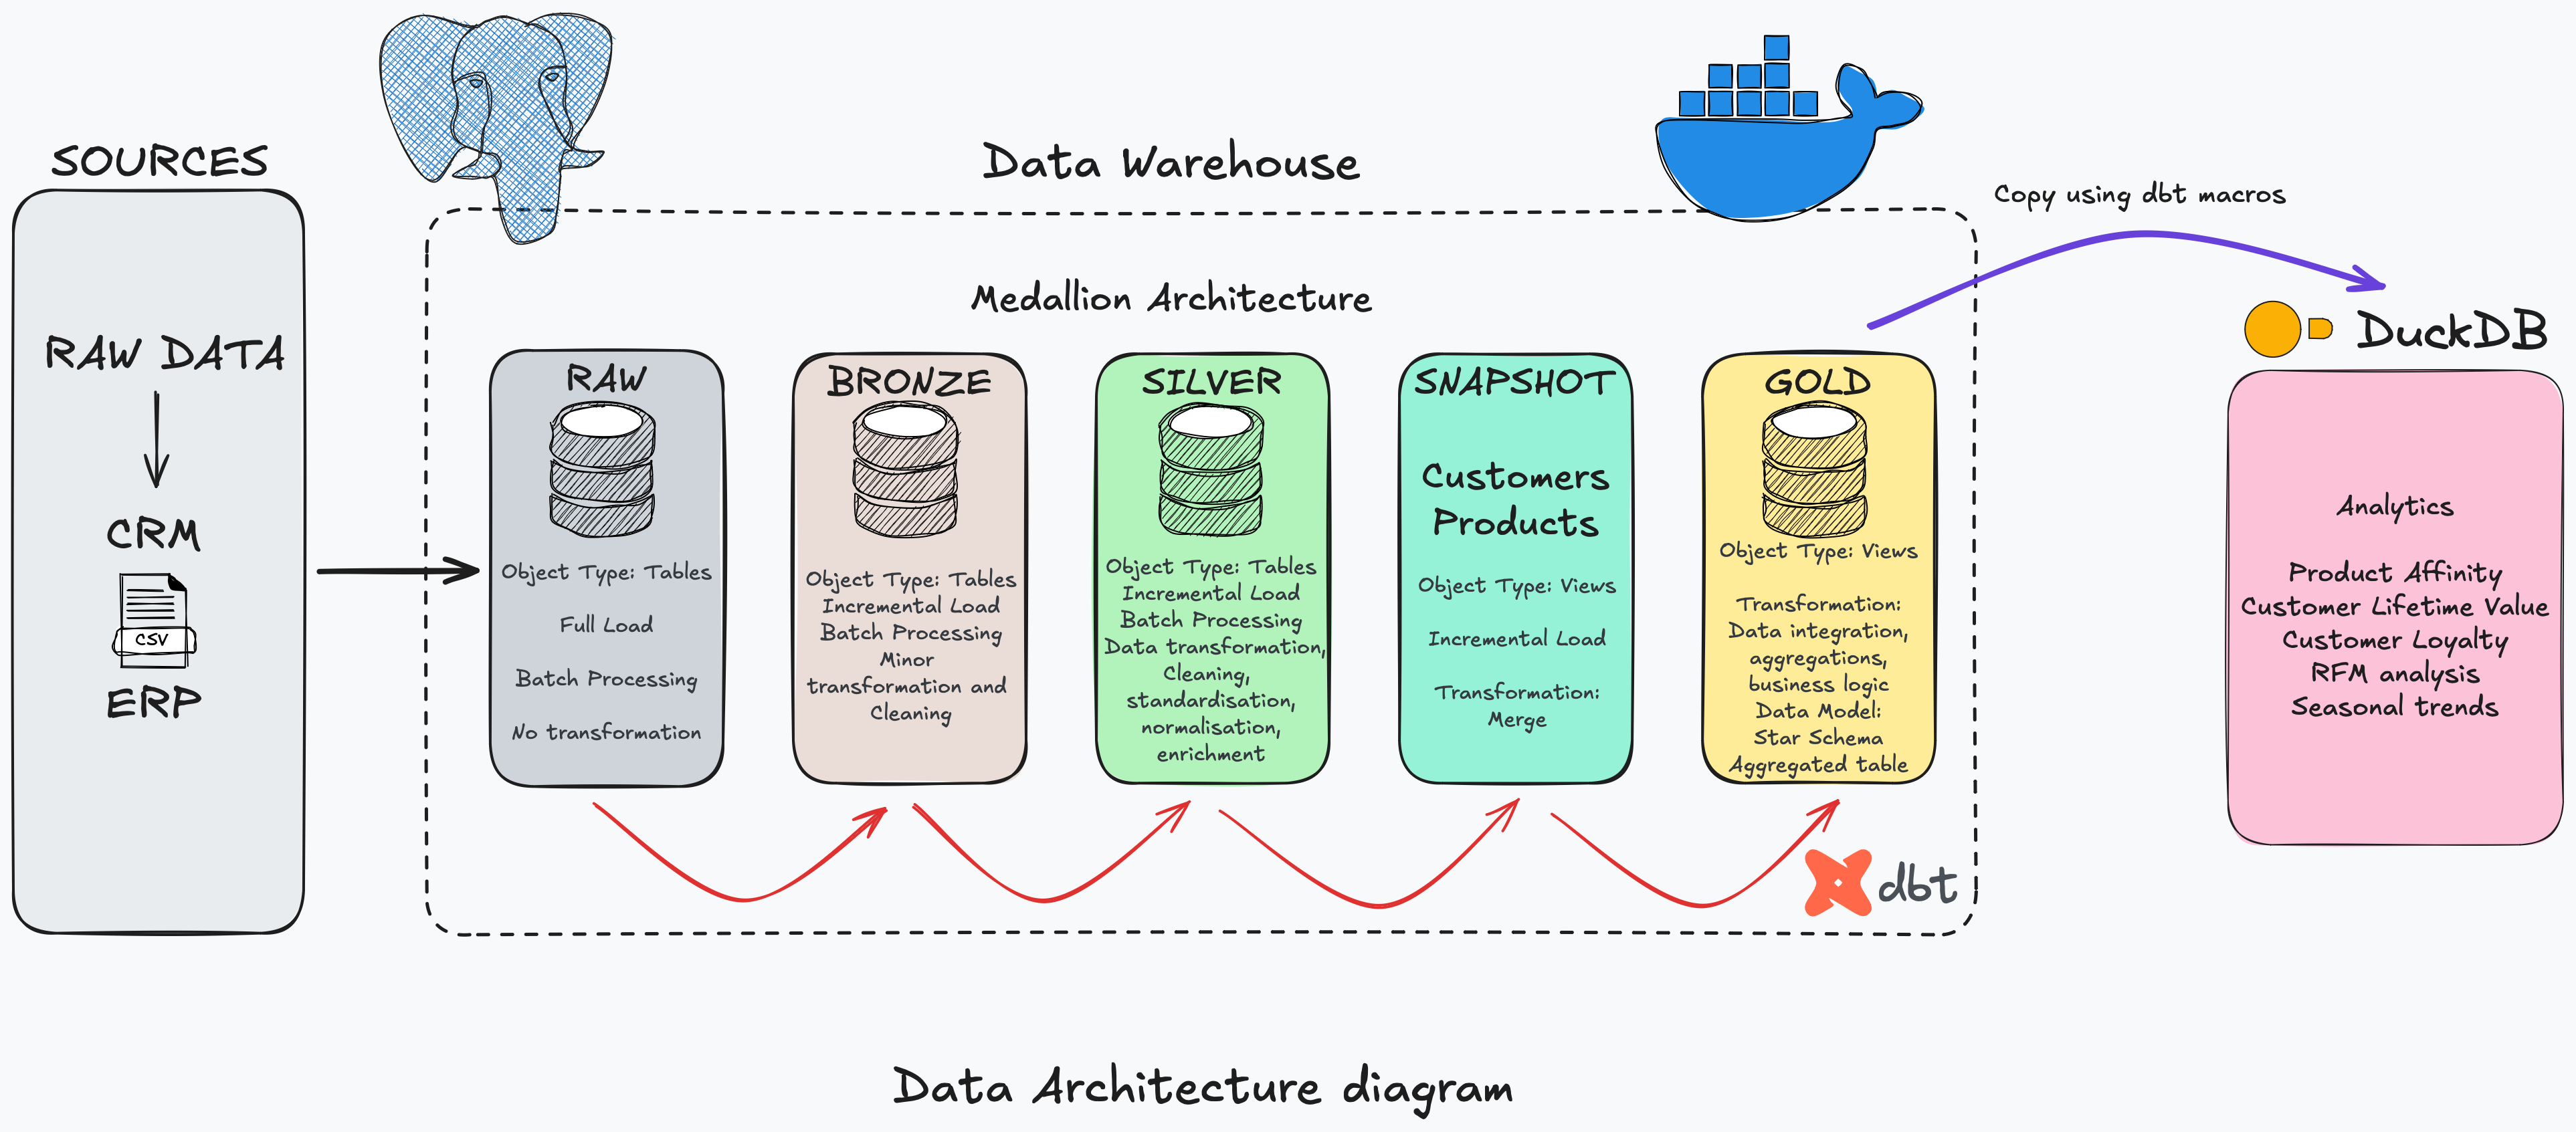 SOURCES
RAW DATA
CRM
CSV
ERP
Data Warehouse
Medallion Architecture
RAW
Object Type: Tables
Full Load
Batch Processing
No transformation
BRONZE
Object Type: Tables
Incremental Load
Batch Processing
Minor
transformation and
Cleaning
SILVER
Object Type: Tables
Incremental Load
Batch Processing
Data transformation,
Cleaning,
standardisation,
normalisation,
enrichment
SNAPSHOT
Customers
Products
Object Type: Views
Incremental Load
Transformation:
Merge
GOLD
Object Type: Views
Transformation:
Data integration,
aggregations,
business logic
Data Model:
Star Schema
Aggregated table
dbt
Copy using dbt macros
DuckDB
Analytics
Product Affinity
Customer Lifetime Value
Customer Loyalty
RFM analysis
Seasonal trends
Data Architecture diagram